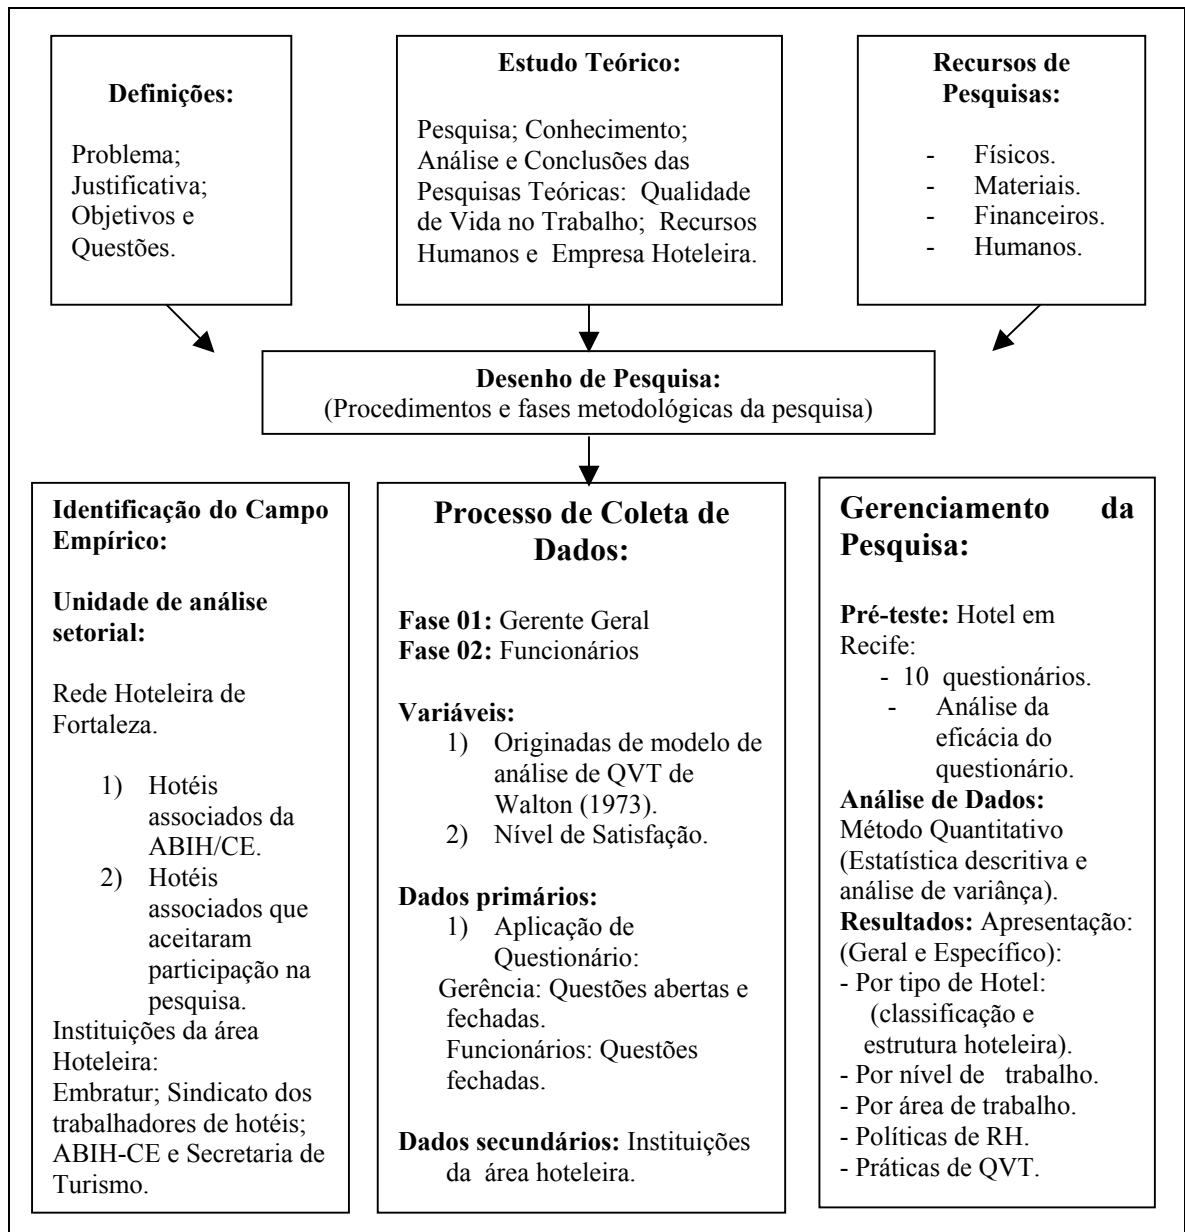 Definições:
Problema;
Justificativa;
Objetivos e
Questões.
Estudo Teórico:
Pesquisa; Conhecimento;
Análise e Conclusões das
Pesquisas Teóricas: Qualidade
de Vida no Trabalho; Recursos
Humanos e Empresa Hoteleira.
Recursos de
Pesquisas:
- Físicos.
- Materiais.
- Financeiros.
- Humanos.
Desenho de Pesquisa:
(Procedimentos e fases metodológicas da pesquisa)
Identificação do Campo
Empírico:
Unidade de análise
setorial:
Rede Hoteleira de
Fortaleza.
1) Hotéis
associados da
ABIH/CE.
2) Hotéis
associados que
aceitaram
participação na
pesquisa.
Instituições da área
Hoteleira:
Embratur; Sindicato dos
trabalhadores de hotéis;
ABIH-CE e Secretaria de
Turismo.
Processo de Coleta de
Dados:
Fase 01: Gerente Geral
Fase 02: Funcionários
Variáveis:
1) Originadas de modelo de
análise de QVT de
Walton (1973).
2) Nível de Satisfação.
Dados primários:
1) Aplicação de
Questionário:
Gerência: Questões abertas e
fechadas.
Funcionários: Questões
fechadas.
Dados secundários: Instituições
da área hoteleira.
Gerenciamento da
Pesquisa:
Pré-teste: Hotel em
Recife:
- 10 questionários.
- Análise da
eficácia do
questionário.
Análise de Dados:
Método Quantitativo
(Estatística descritiva e
análise de variânça).
Resultados: Apresentação:
(Geral e Específico):
- Por tipo de Hotel:
(classificação e
estrutura hoteleira).
- Por nível de trabalho.
- Por área de trabalho.
- Políticas de RH.
- Práticas de QVT.